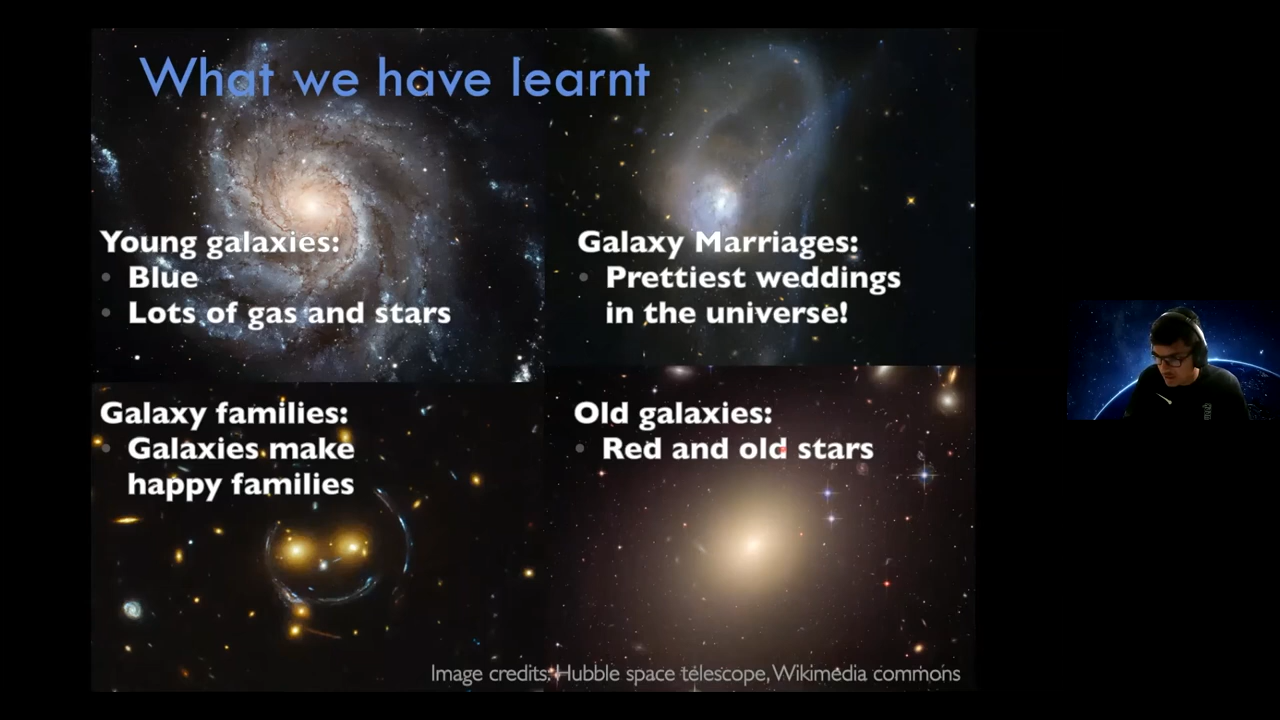 What we have learnt
Young galaxies:
• Blue
• Lots of gas and stars
Galaxy Marriages:
• Prettiest weddings
in the universe!
Galaxy families:
• Galaxies make
happy families
Old galaxies:
• Red and old stars
Image credits: Hubble space telescope, Wikimedia commons